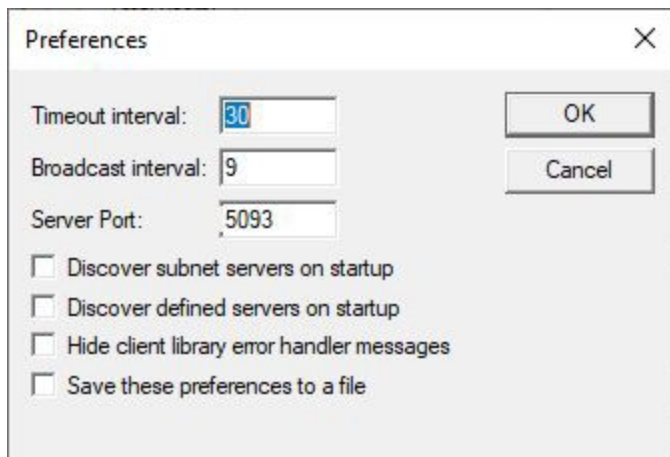 Preferences
Timeout interval: 30 OK
Broadcast interval: 9 Cancel
Server Port: 5093
Discover subnet servers on startup
Discover defined servers on startup
Hide client library error handler messages
Save these preferences to a file